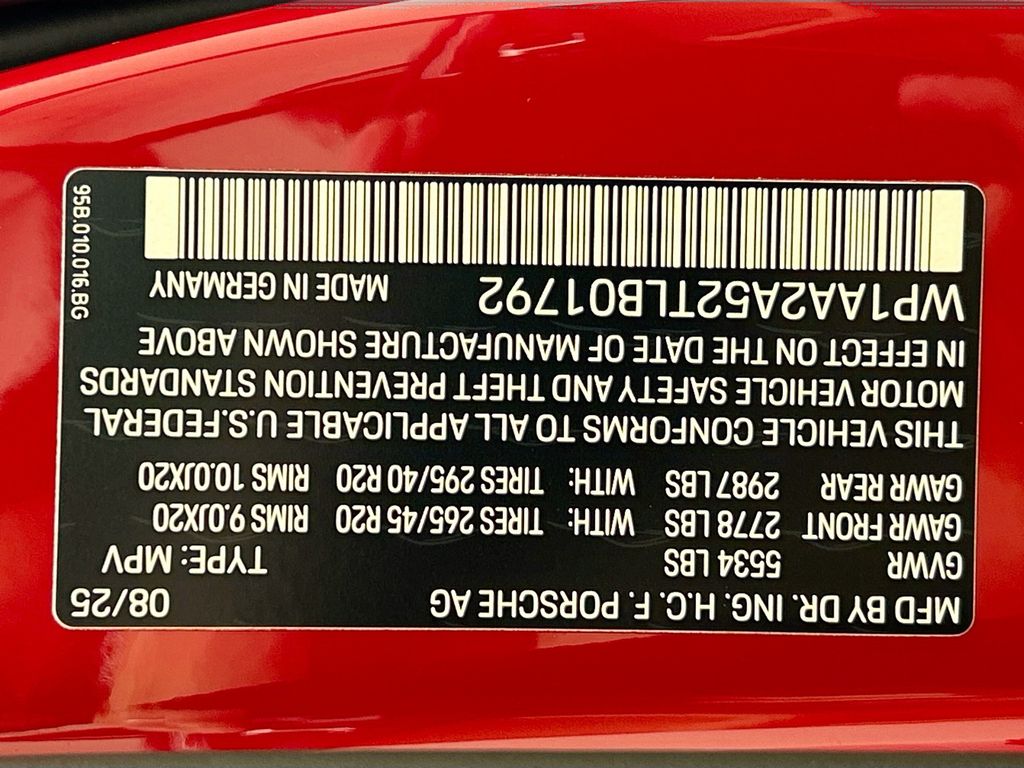 MFD BY DR. ING. H.C. F. PORSCHE AG 08/25
GVWR 5534 LBS TYPE: MPV
GAWR FRONT 2778 LBS WITH: TIRES 265/45 R20 RIMS 9.0JX20
GAWR REAR 2987 LBS WITH: TIRES 295/40 R20 RIMS 10.0JX20
THIS VEHICLE CONFORMS TO ALL APPLICABLE U.S.FEDERAL
MOTOR VEHICLE SAFETY AND THEFT PREVENTION STANDARDS
IN EFFECT ON THE DATE OF MANUFACTURE SHOWN ABOVE
WP1AA2A52TLB01792 MADE IN GERMANY
95B.010.016.BG